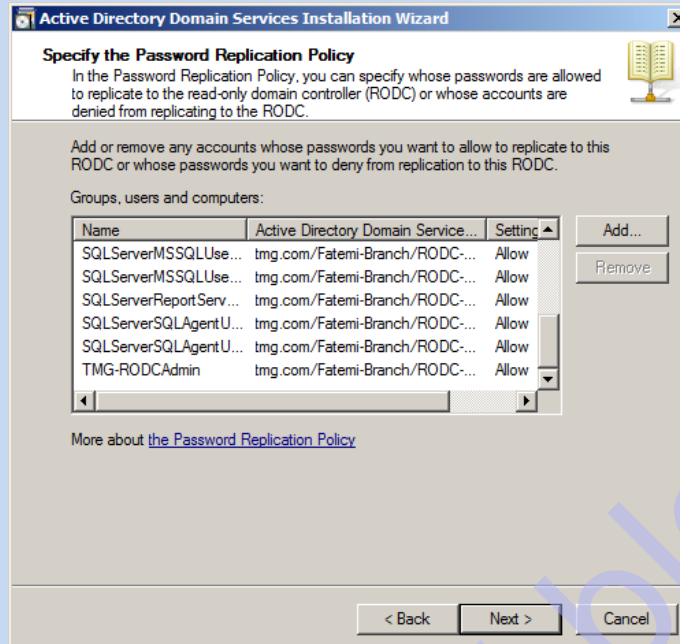 Active Directory Domain Services Installation Wizard
Specify the Password Replication Policy
In the Password Replication Policy, you can specify whose passwords are allowed
to replicate to the read-only domain controller (RODC) or whose accounts are
denied from replicating to the RODC.
Add or remove any accounts whose passwords you want to allow to replicate to this
RODC or whose passwords you want to deny from replication to this RODC.
Groups, users and computers:
Name Active Directory Domain Service... Setting
SQLServerMSSQLUse... tmg.com/Fatemi-Branch/RODC-... Allow
SQLServerMSSQLUse... tmg.com/Fatemi-Branch/RODC-... Allow
SQLServerReportServ... tmg.com/Fatemi-Branch/RODC-... Allow
SQLServerSQLAgentU... tmg.com/Fatemi-Branch/RODC-... Allow
SQLServerSQLAgentU... tmg.com/Fatemi-Branch/RODC-... Allow
TMG-RODCAdmin tmg.com/Fatemi-Branch/RODC-... Allow
Add...
Remove
More about the Password Replication Policy
< Back Next > Cancel